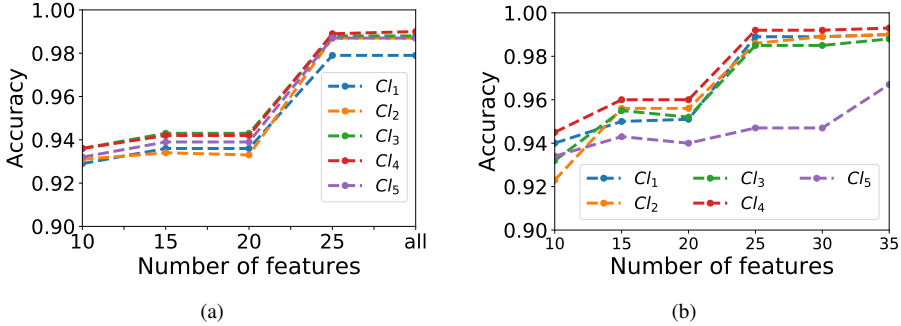 Accuracy
1.00
0.98
0.96
0.94
0.92
0.90
Cl1
Cl2
Cl3
Cl4
Cl5
10 15 20 25 all
Number of features
(a)
Accuracy
1.00
0.98
0.96
0.94
0.92
0.90
Cl1 Cl3 Cl5
Cl2 Cl4
10 15 20 25 30 35
Number of features
(b)